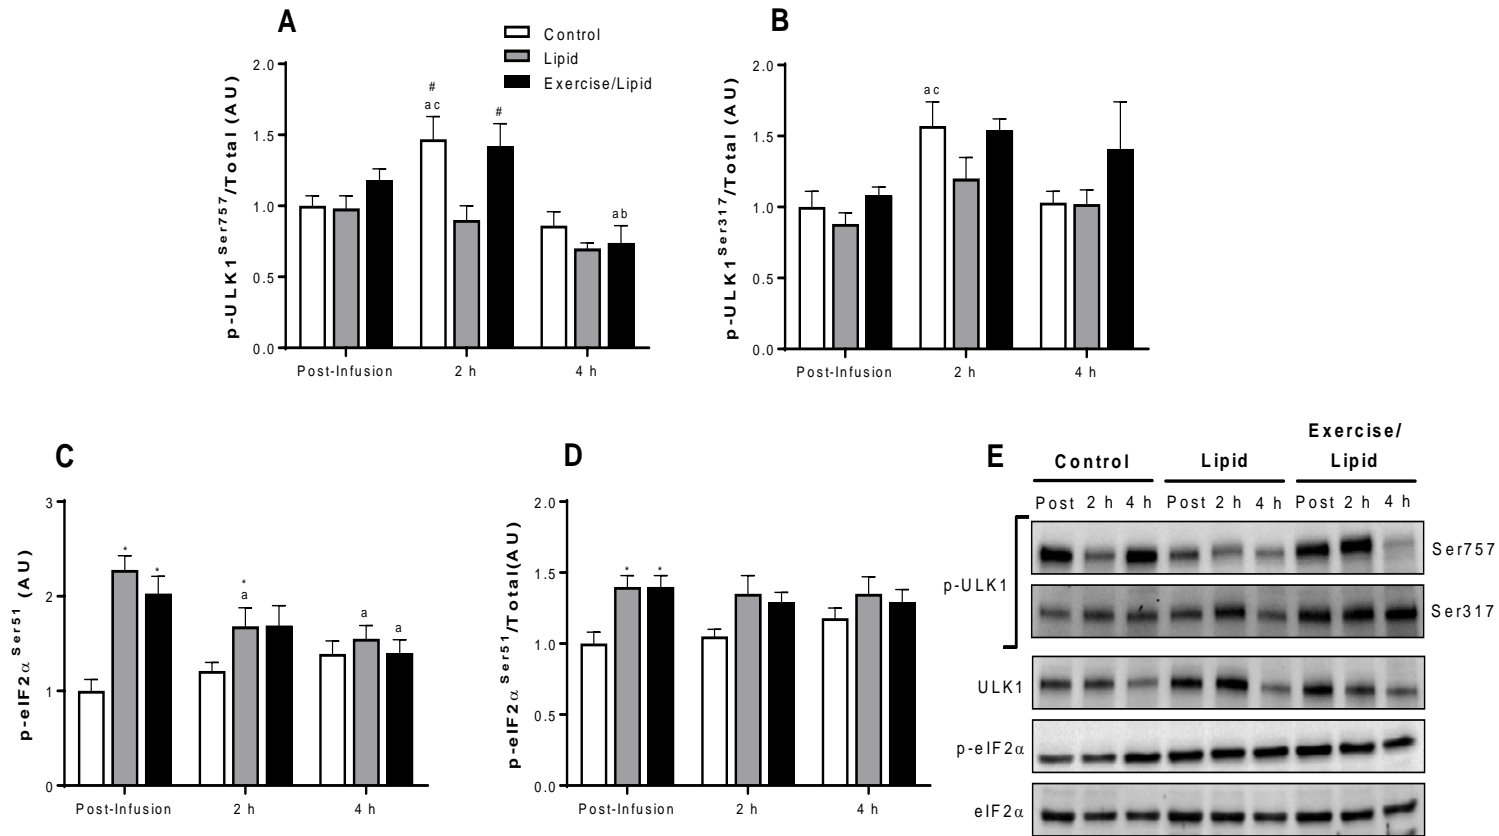 A
Control
Lipid
Exercise/Lipid
p-ULK1 Ser757/Total (AU)
2.0
1.5
1.0
0.5
0.0
#
ac
#
ab
Post-Infusion 2 h 4 h
B
p-ULK1 Ser317/Total (AU)
2.0
1.5
1.0
0.5
0.0
ac
Post-Infusion 2 h 4 h
C
p-eIF2α Ser51 (AU)
3
2
1
0
*
*
*
a
a
a
Post-Infusion 2 h 4 h
D
p-eIF2α Ser51/Total(AU)
2.0
1.5
1.0
0.5
0.0
* *
Post-Infusion 2 h 4 h
E
Control Lipid Exercise/
Lipid
Post 2 h 4 h Post 2 h 4 h Post 2 h 4 h
p-ULK1
Ser757
Ser317
ULK1
p-eIF2α
eIF2α